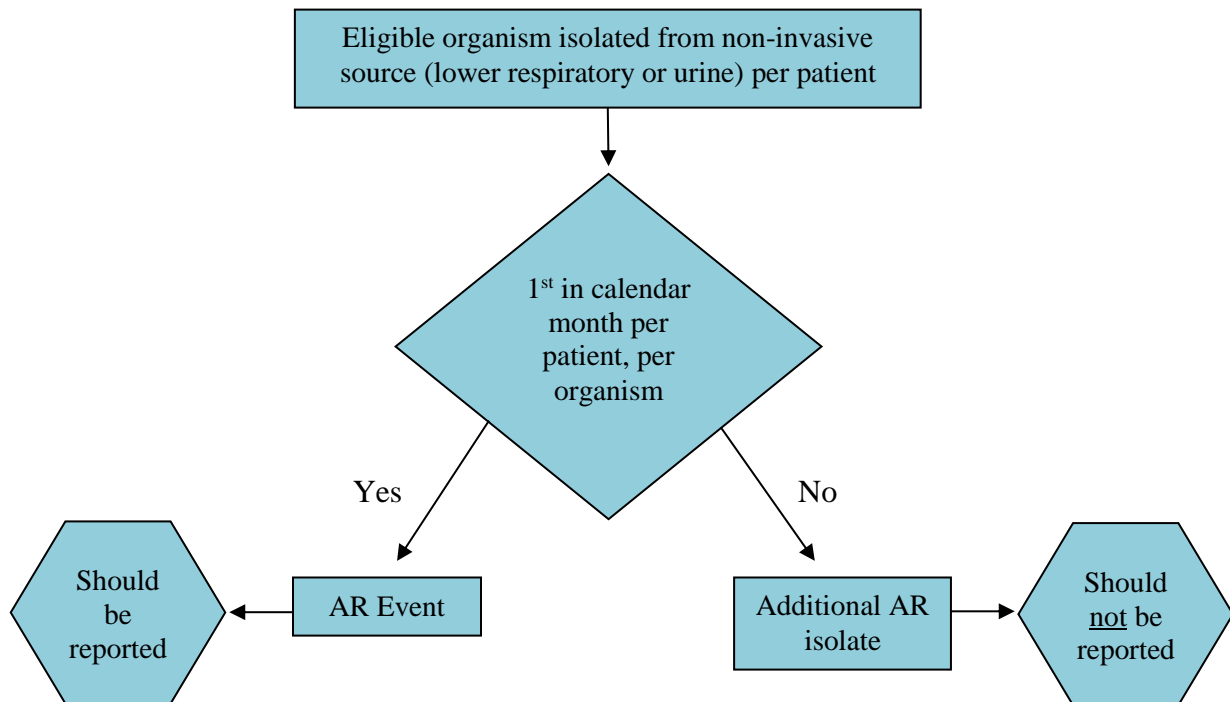 Eligible organism isolated from non-invasive
source (lower respiratory or urine) per patient
1st in calendar
month per
patient, per
organism
Yes
No
Should
be
reported
AR Event
Additional AR
isolate
Should
not be
reported